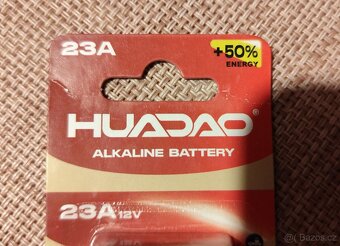 23A
+50%
ENERGY
HUADAO®
ALKALINE BATTERY
23A 12V
Bazos.cz